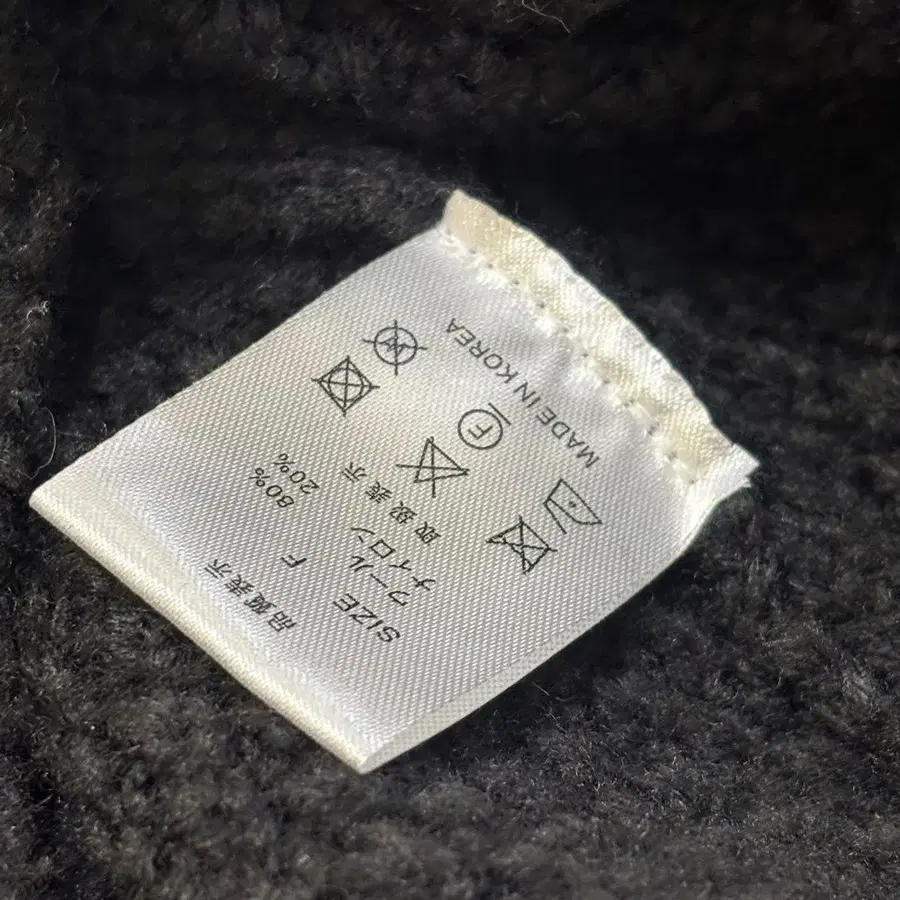 品質表示
SIZE F
フール 80%
ナイロン 20%
取扱表示
F
W
MADE IN KOREA